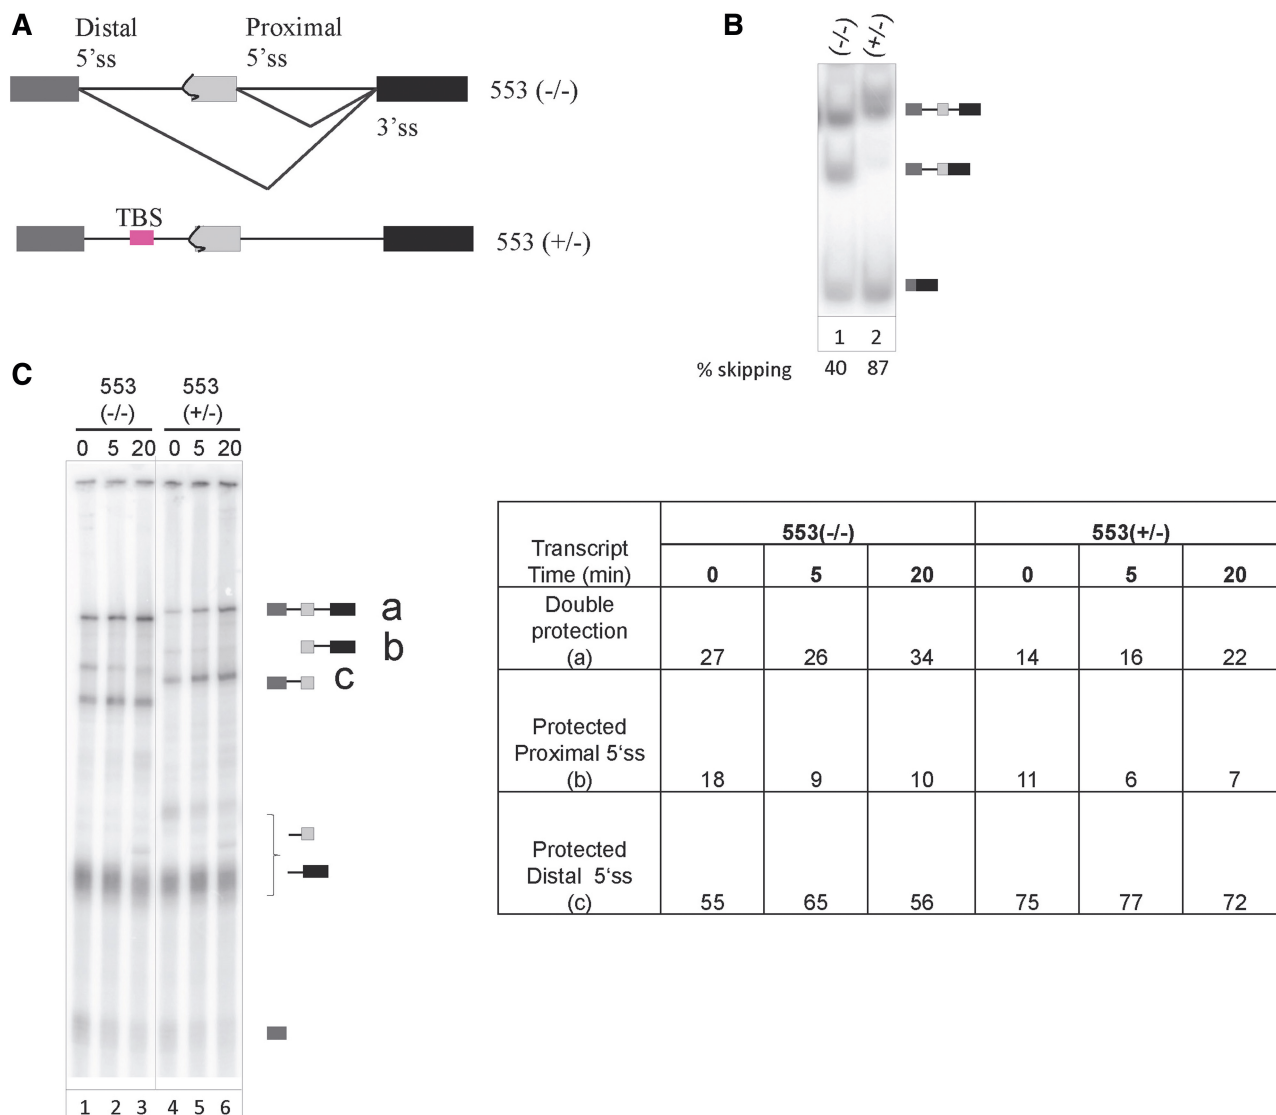 A
Distal
5'ss
Proximal
5'ss
553 (-/-)
3'ss
TBS
553 (+/-)
B
(-/-)
(+/-)
1 2
% skipping 40 87
C
553
(-/-)
553
(+/-)
0 5 20 0 5 20
a
b
c
1 2 3 4 5 6
Transcript
Time (min)
553(-/-) 553(+/-)
0 5 20 0 5 20
Double
protection
(a) 27 26 34 14 16 22
Protected
Proximal 5‘ss
(b) 18 9 10 11 6 7
Protected
Distal 5‘ss
(c) 55 65 56 75 77 72